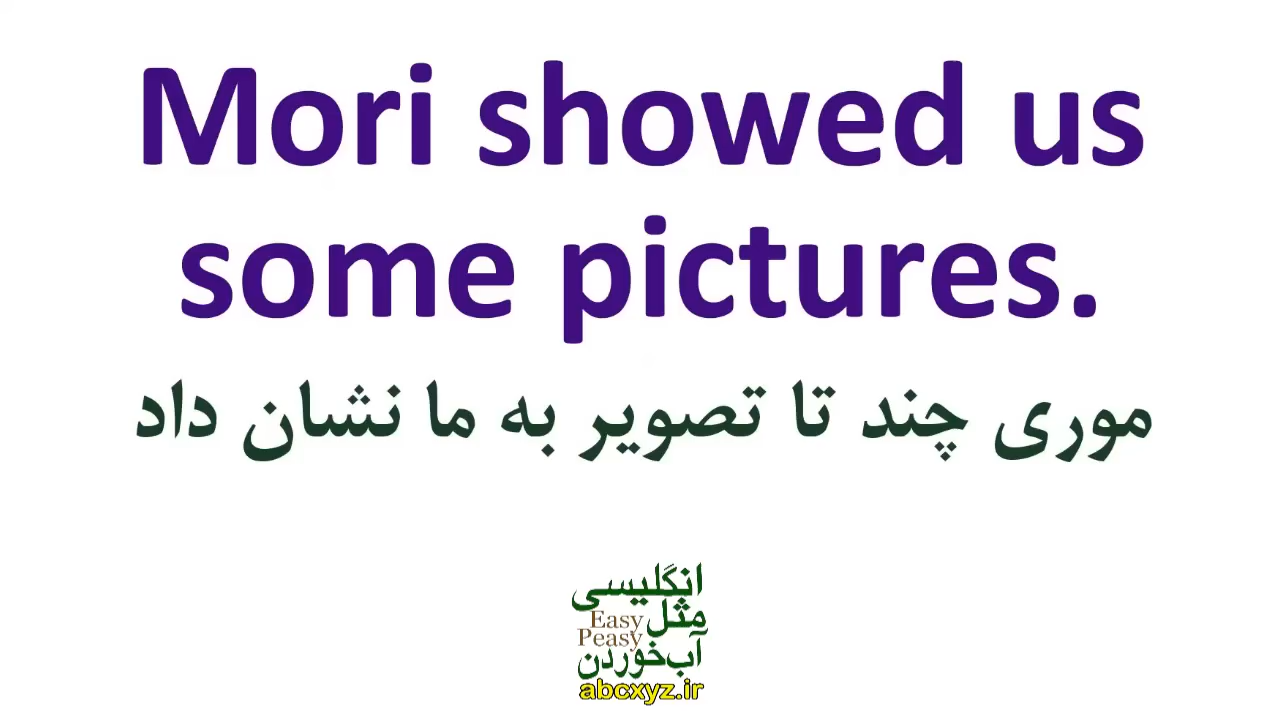 Mori showed us
some pictures.
موری چند تا تصویر به ما نشان داد
انگلیسی
مثل
Easy
Peasy
آب‌خوردن
abcxyz.ir